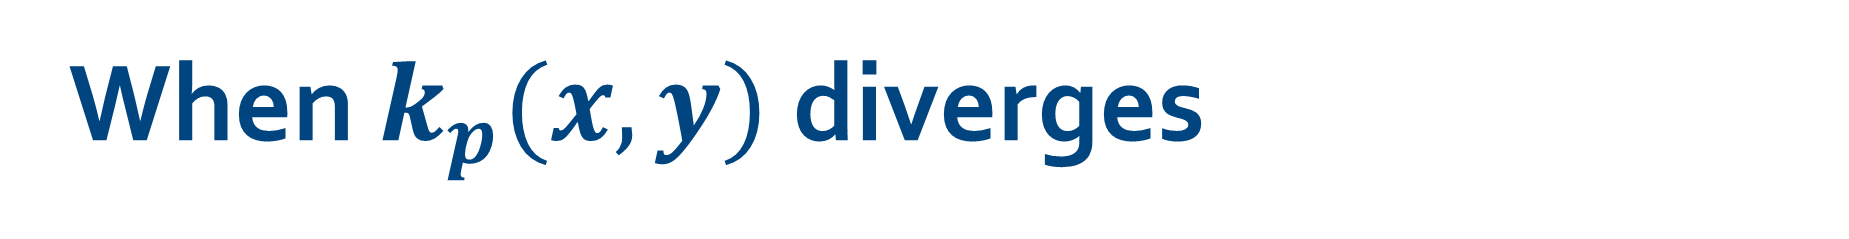 When $k_p(x, y)$ diverges